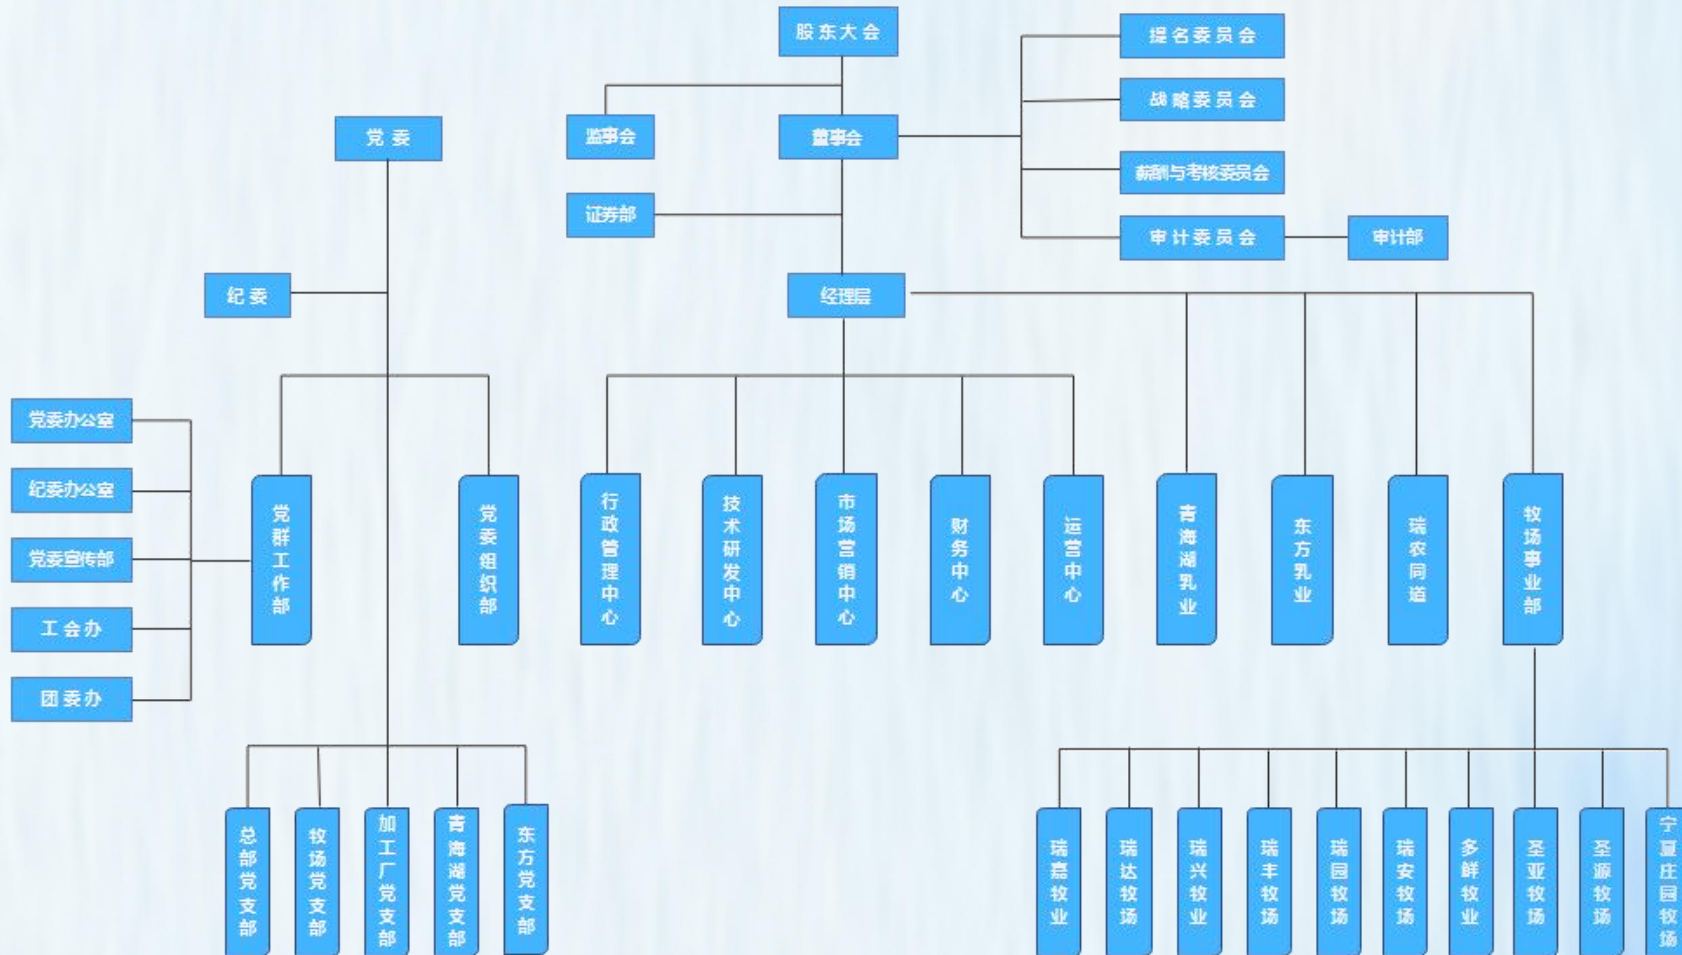 股东大会
提名委员会
战略委员会
党委
监事会
董事会
薪酬与考核委员会
证券部
审计委员会
审计部
纪委
经理层
党委办公室
纪委办公室
党委宣传部
工会办
团委办
党群工作部
党委组织部
行政管理中心
技术研发中心
市场营销中心
财务中心
运营中心
青海湖乳业
东方乳业
瑞农同道
牧场事业部
总部党支部
牧场党支部
加工厂党支部
青海湖党支部
东方党支部
瑞嘉牧业
瑞达牧场
瑞兴牧业
瑞丰牧场
瑞园牧场
瑞安牧场
多鲜牧业
圣亚牧场
圣源牧场
宁夏庄园牧场